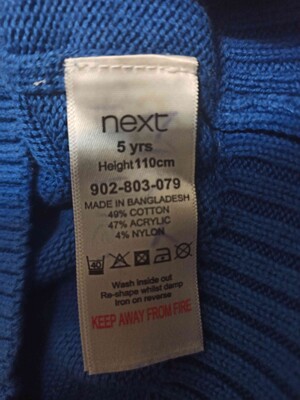 next
5 yrs
Height 110cm
902-803-079
MADE IN BANGLADESH
49% COTTON
47% ACRYLIC
4% NYLON
40
Wash inside out
Re-shape whilst damp
Iron on reverse
KEEP AWAY FROM FIRE